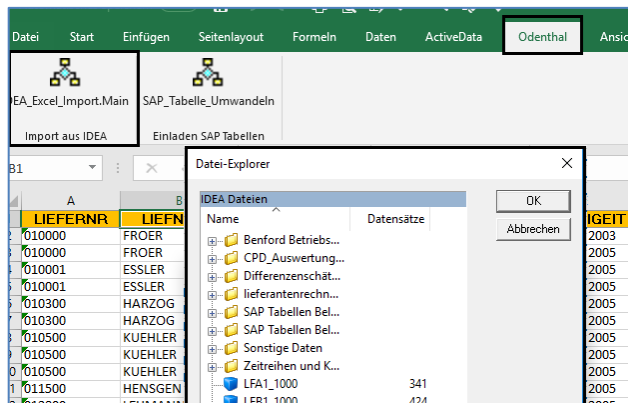 Datei Start Einfügen Seitenlayout Formeln Daten ActiveData Odenthal Ansic
EA_Excel_Import.Main SAP_Tabelle_Umwandeln
Import aus IDEA Einladen SAP Tabellen
B1
Datei-Explorer
IDEA Dateien
OK
Name Datensätze
Abbrechen
Benford Betriebs...
CPD_Auswertung...
Differenzenschät...
lieferantenrechn...
SAP Tabellen Bel...
SAP Tabellen Bel...
Sonstige Daten
Zeitreihen und K...
LFA1_1000 341
LFB1_1000 424
A B
LIEFERNR LIEFN IGEIT
010000 FROER 2003
010000 FROER 2005
010001 ESSLER 2005
010001 ESSLER 2005
010300 HARZOG 2005
010300 HARZOG 2005
010500 KUEHLER 2005
010500 KUEHLER 2005
010500 KUEHLER 2005
011500 HENSGEN 2005